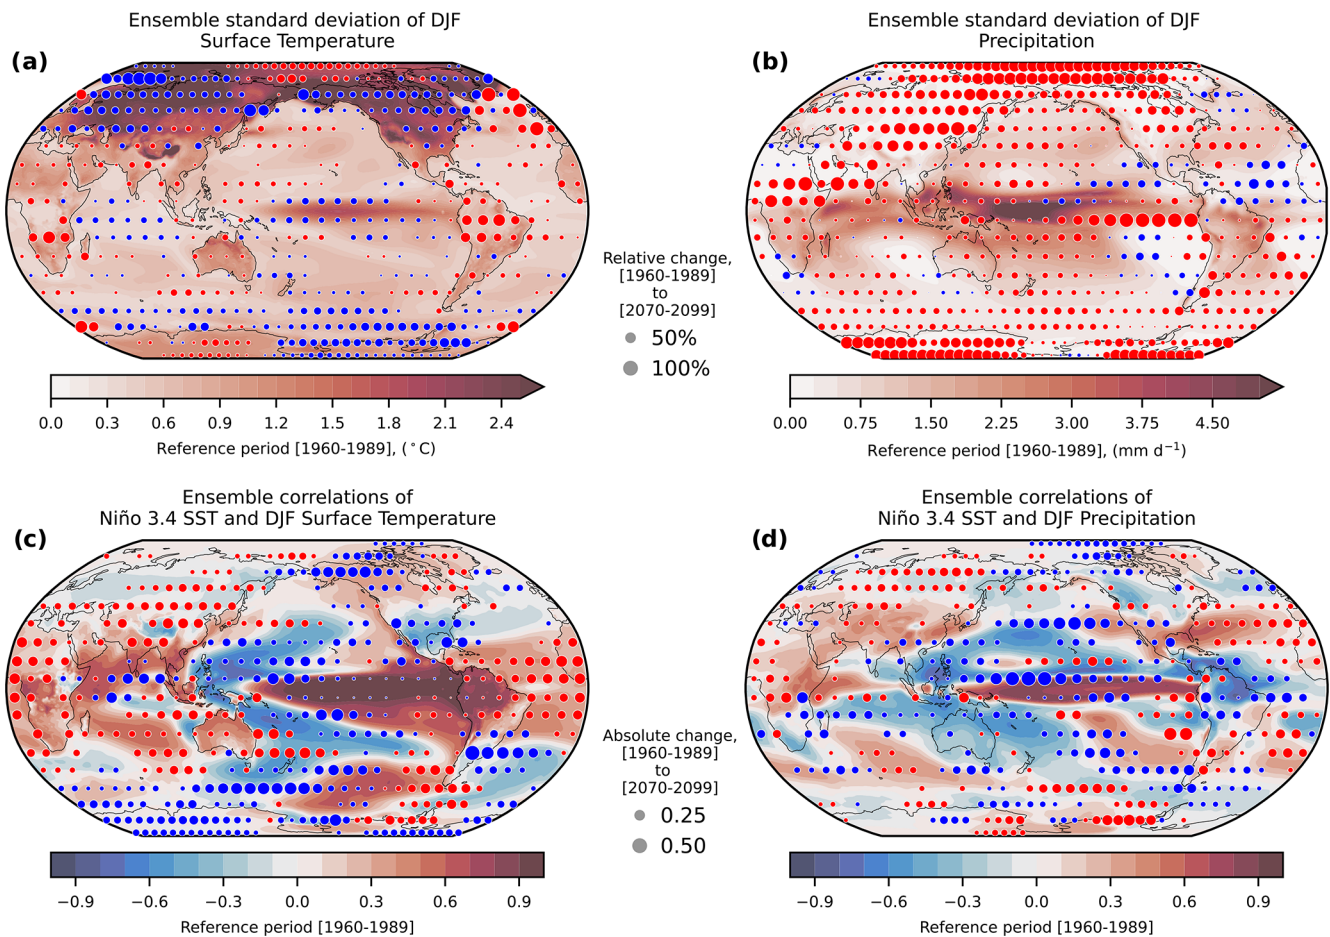 Ensemble standard deviation of DJF
Surface Temperature
(a)
0.0 0.3 0.6 0.9 1.2 1.5 1.8 2.1 2.4
Reference period [1960-1989], (°C)
Ensemble standard deviation of DJF
Precipitation
(b)
0.00 0.75 1.50 2.25 3.00 3.75 4.50
Reference period [1960-1989], (mm d⁻¹)
Relative change,
[1960-1989]
to
[2070-2099]
50%
100%
Ensemble correlations of
Niño 3.4 SST and DJF Surface Temperature
(c)
−0.9 −0.6 −0.3 0.0 0.3 0.6 0.9
Reference period [1960-1989]
Ensemble correlations of
Niño 3.4 SST and DJF Precipitation
(d)
−0.9 −0.6 −0.3 0.0 0.3 0.6 0.9
Reference period [1960-1989]
Absolute change,
[1960-1989]
to
[2070-2099]
0.25
0.50